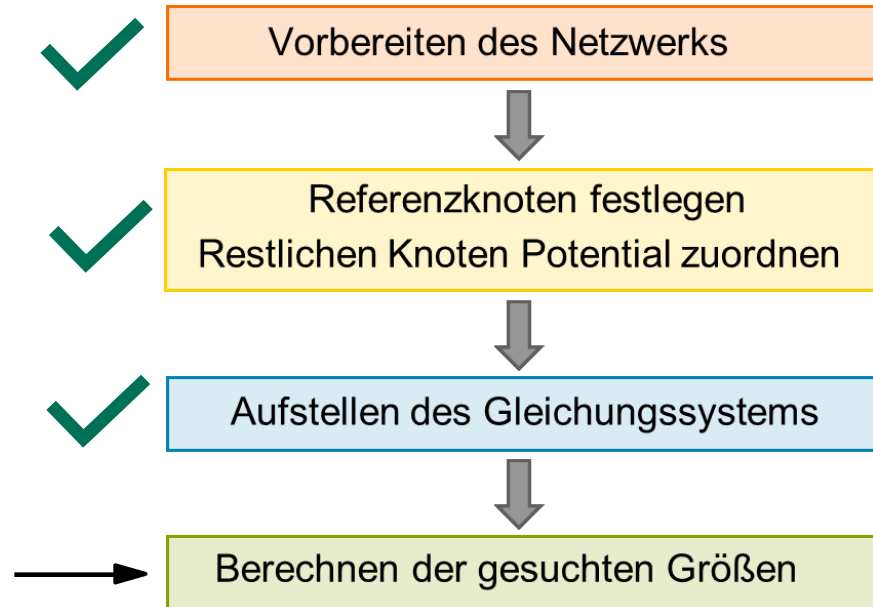 Vorbereiten des Netzwerks
Referenzknoten festlegen
Restlichen Knoten Potential zuordnen
Aufstellen des Gleichungssystems
Berechnen der gesuchten Größen